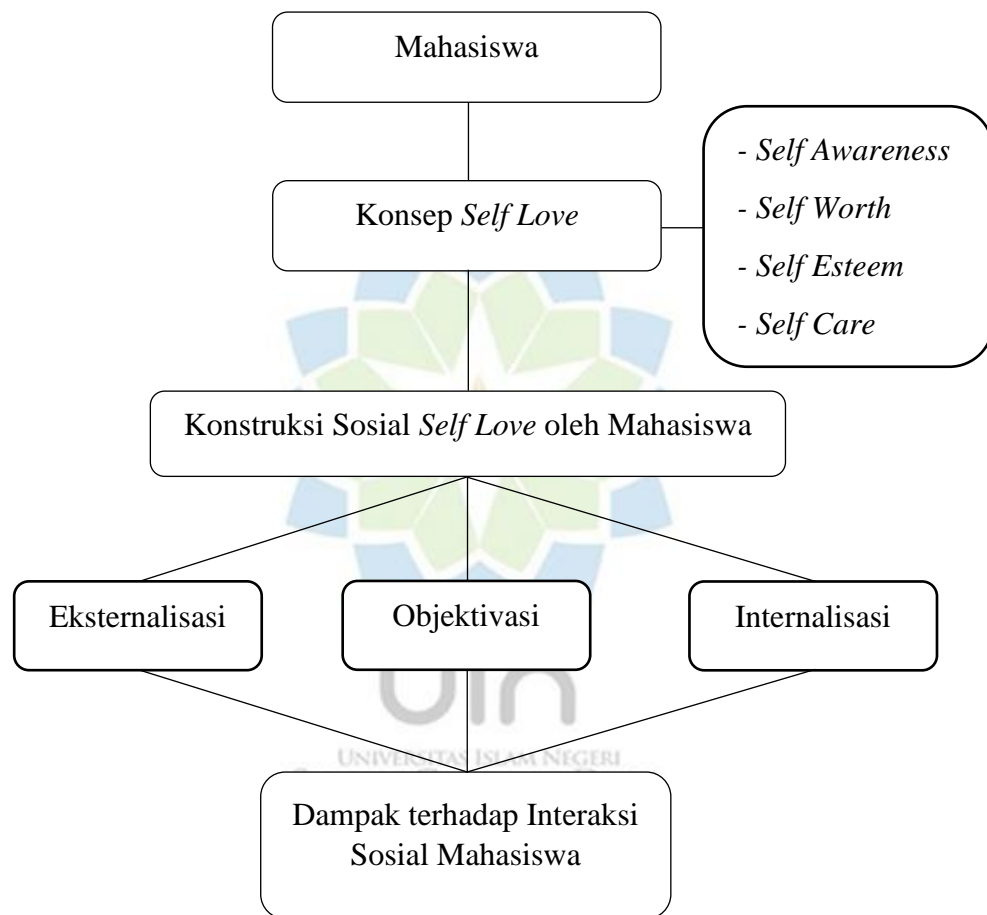 Mahasiswa
Konsep Self Love
- Self Awareness
- Self Worth
- Self Esteem
- Self Care
Konstruksi Sosial Self Love oleh Mahasiswa
Eksternalisasi
Objektivasi
Internalisasi
uin
UNIVERSITAS ISLAM NEGERI
Dampak terhadap Interaksi
Sosial Mahasiswa